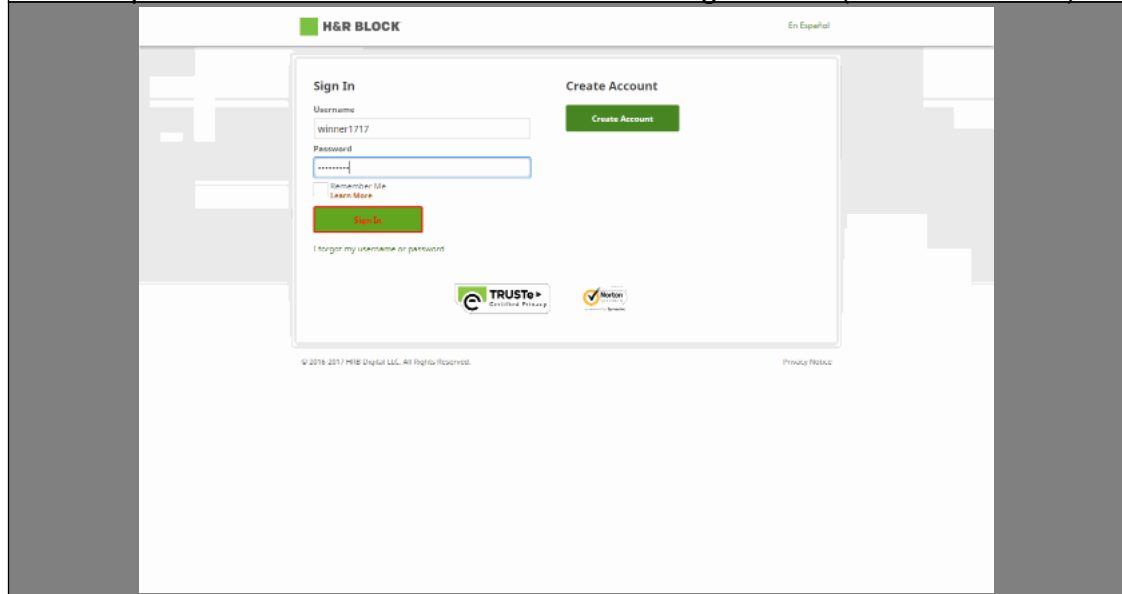 H&R BLOCK
En Español
Sign In
Create Account
Username
Create Account
winner1717
Password
---------
Remember Me
Learn More
Sign In
I forgot my username or password
TRUSTe
Certified Privacy
Norton
© 2016-2017 HRB Digital LLC. All Rights Reserved.
Privacy Notice